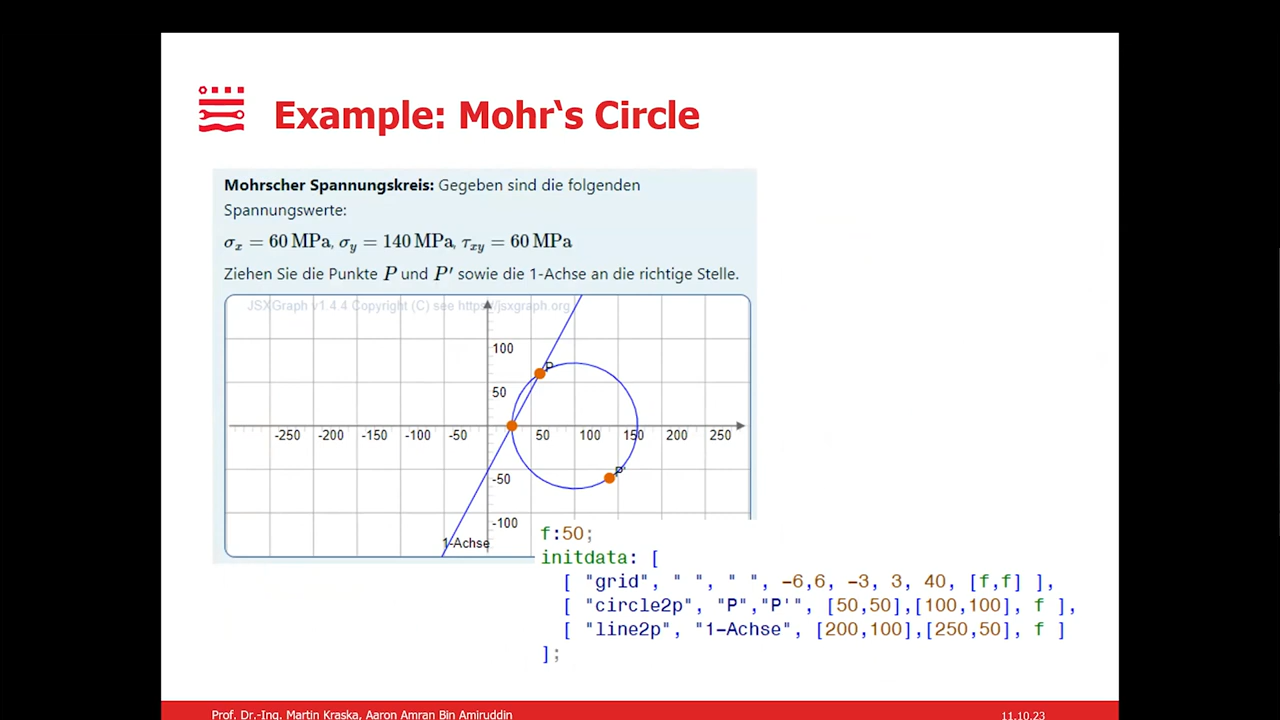 Example: Mohr‘s Circle
Mohrscher Spannungskreis: Gegeben sind die folgenden
Spannungswerte:
σx = 60 MPa, σy = 140 MPa, τxy = 60 MPa
Ziehen Sie die Punkte P und P′ sowie die 1-Achse an die richtige Stelle.
JSXGraph v1.4.4 Copyright (C) see https://jsxgraph.org
100
P
50
-250 -200 -150 -100 -50 50 100 150 200 250
P'
-50
-100
1-Achse
f:50;
initdata: [
[ "grid", " ", " ", -6,6, -3, 3, 40, [f,f] ],
[ "circle2p", "P","P'", [50,50],[100,100], f ],
[ "line2p", "1-Achse", [200,100],[250,50], f ]
];
Prof. Dr.-Ing. Martin Kraska, Aaron Amran Bin Amiruddin 11.10.23